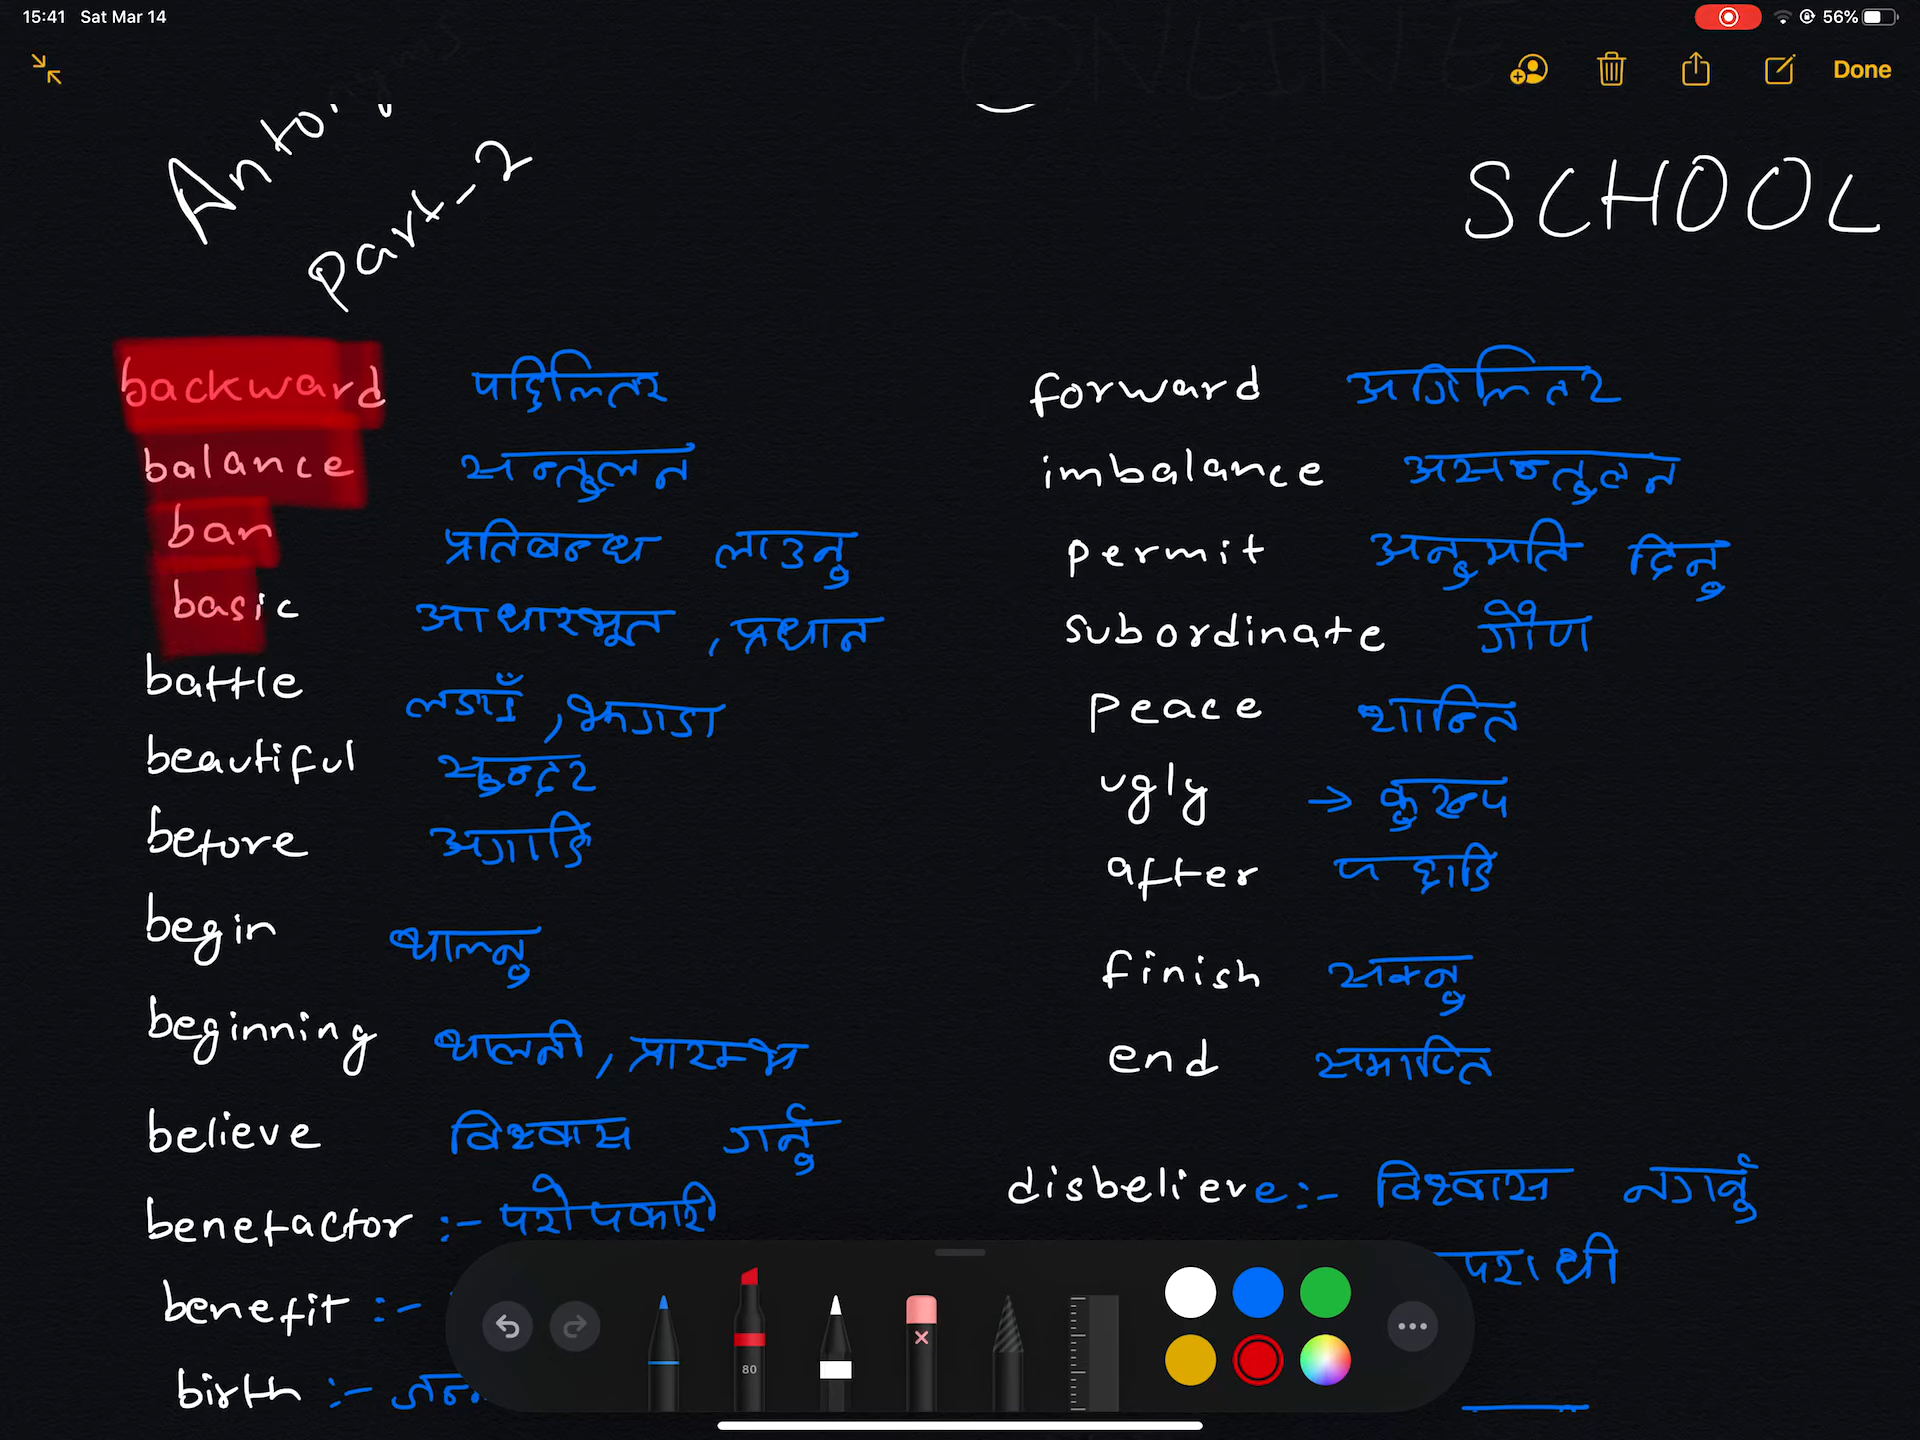 15:41 Sat Mar 14 56%
Done
ONLINE
Anto
part-2
SCHOOL
backward पछिल्तिर forward अगिल्तिर
balance सन्तुलन imbalance असन्तुलन
ban प्रतिबन्ध लाउनु permit अनुमति दिनु
basic आधारभूत , प्रधान subordinate गौण
battle लडाइँ , झगडा peace शान्ति
beautiful सुन्दर ugly → कुरूप
before अगाडि after पछाडि
begin थाल्नु finish सक्नु
beginning थालनी , प्रारम्भ end समाप्ति
believe विश्वास गर्नु disbelieve :- विश्वास नगर्नु
benefactor :- परोपकारी
benefit :-
birth :-
80